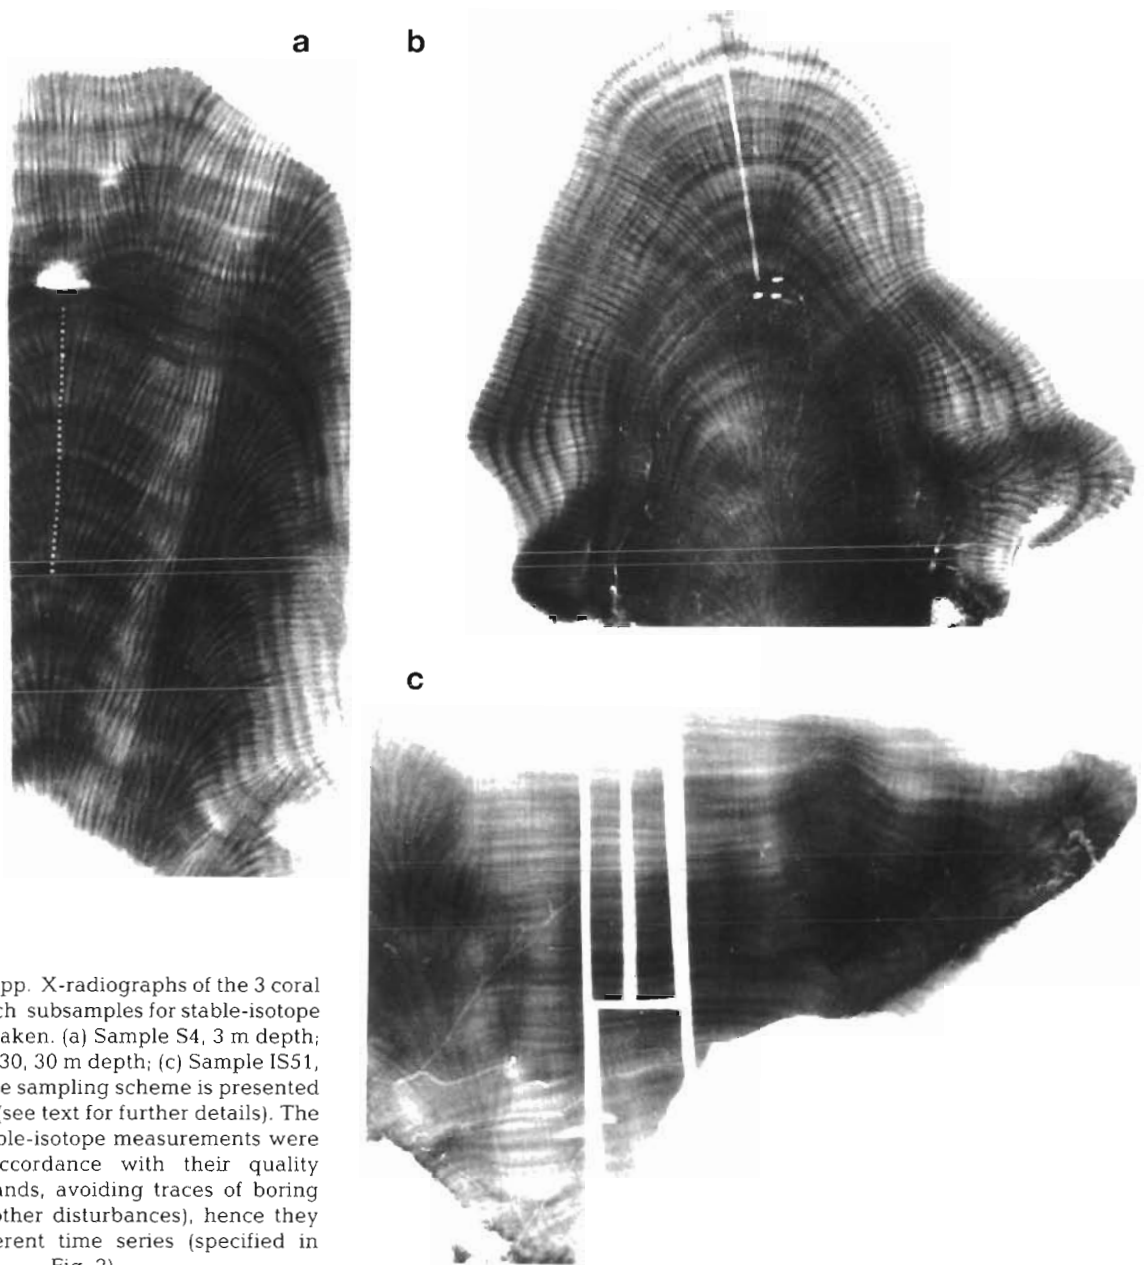 a
b
c
pp. X-radiographs of the 3 coral
ch subsamples for stable-isotope
aken. (a) Sample S4, 3 m depth;
30, 30 m depth; (c) Sample IS51,
e sampling scheme is presented
(see text for further details). The
ble-isotope measurements were
ccordance with their quality
ands, avoiding traces of boring
other disturbances), hence they
erent time series (specified in